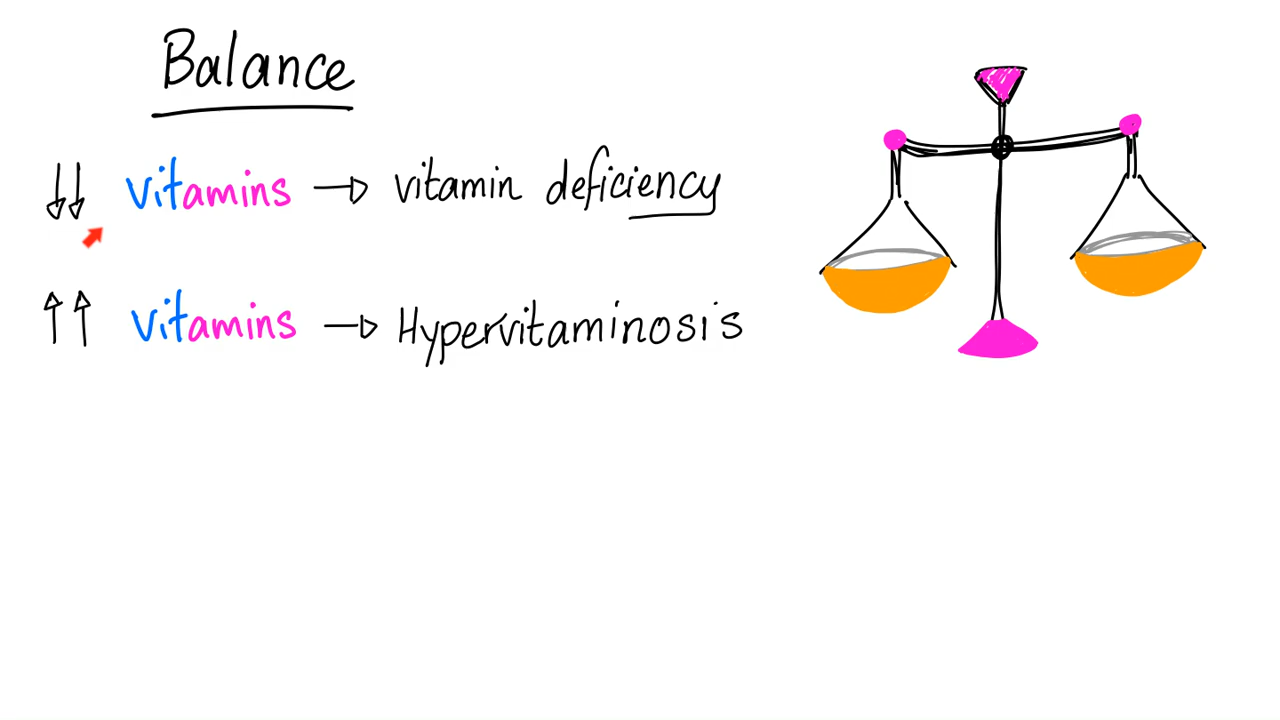 Balance
↓↓ vitamins → vitamin deficiency
↑↑ vitamins → Hypervitaminosis